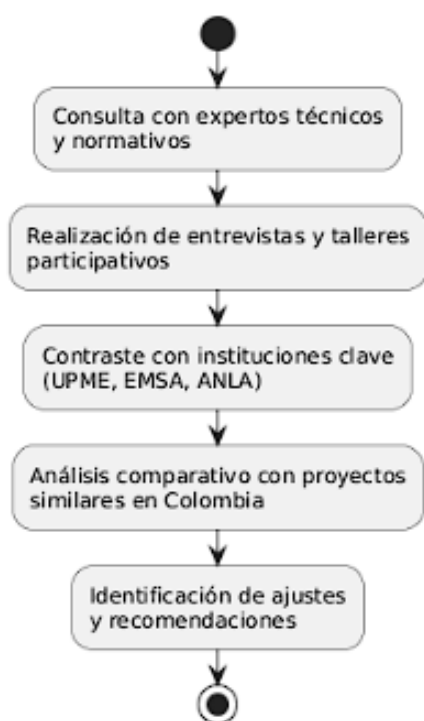 Consulta con expertos técnicos
y normativos
Realización de entrevistas y talleres
participativos
Contraste con instituciones clave
(UPME, EMSA, ANLA)
Análisis comparativo con proyectos
similares en Colombia
Identificación de ajustes
y recomendaciones